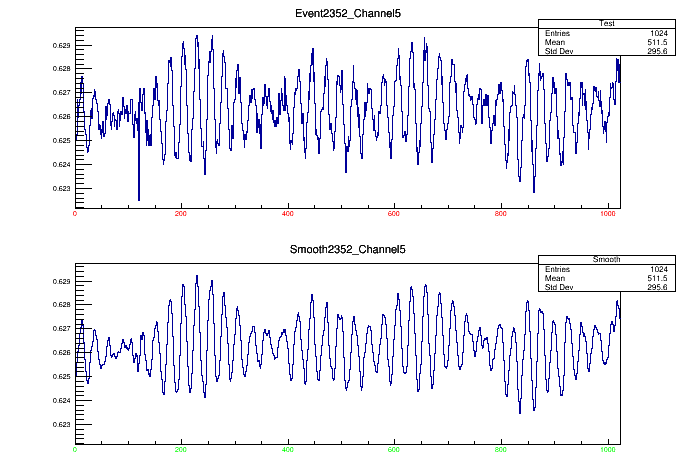 Event2352_Channel5
Test
Entries 1024
Mean 511.5
Std Dev 295.6
0.629
0.628
0.627
0.626
0.625
0.624
0.623
0 200 400 600 800 1000
Smooth2352_Channel5
Smooth
Entries 1024
Mean 511.5
Std Dev 295.6
0.629
0.628
0.627
0.626
0.625
0.624
0.623
0 200 400 600 800 1000